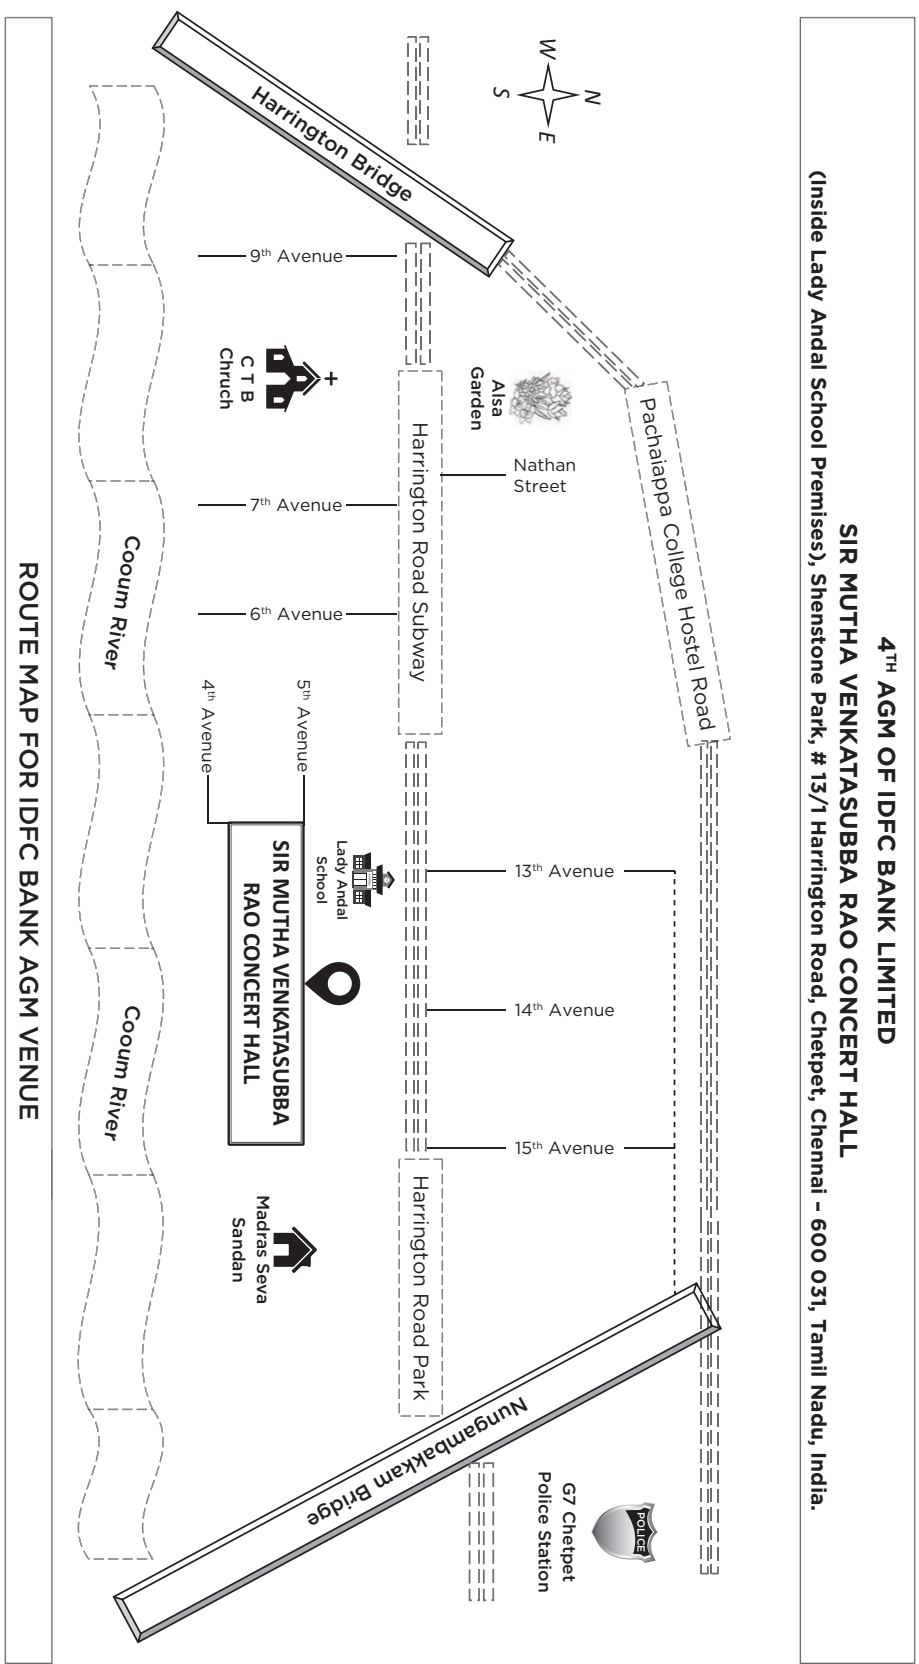 4TH AGM OF IDFC BANK LIMITED
SIR MUTHA VENKATASUBBA RAO CONCERT HALL
(Inside Lady Andal School Premises), Shenstone Park, # 13/1 Harrington Road, Chetpet, Chennai – 600 031, Tamil Nadu, India.
N
W
E
S
Harrington Bridge
Pachaiappa College Hostel Road
Alsa
Garden
Nathan
Street
13th Avenue
14th Avenue
15th Avenue
POLICE
G7 Chetpet
Police Station
Harrington Road Subway
Harrington Road Park
Nungambakkam Bridge
9th Avenue
C T B
Chruch
7th Avenue
6th Avenue
5th Avenue
4th Avenue
Lady Andal
School
SIR MUTHA VENKATASUBBA
RAO CONCERT HALL
Madras Seva
Sandan
Cooum River
Cooum River
ROUTE MAP FOR IDFC BANK AGM VENUE